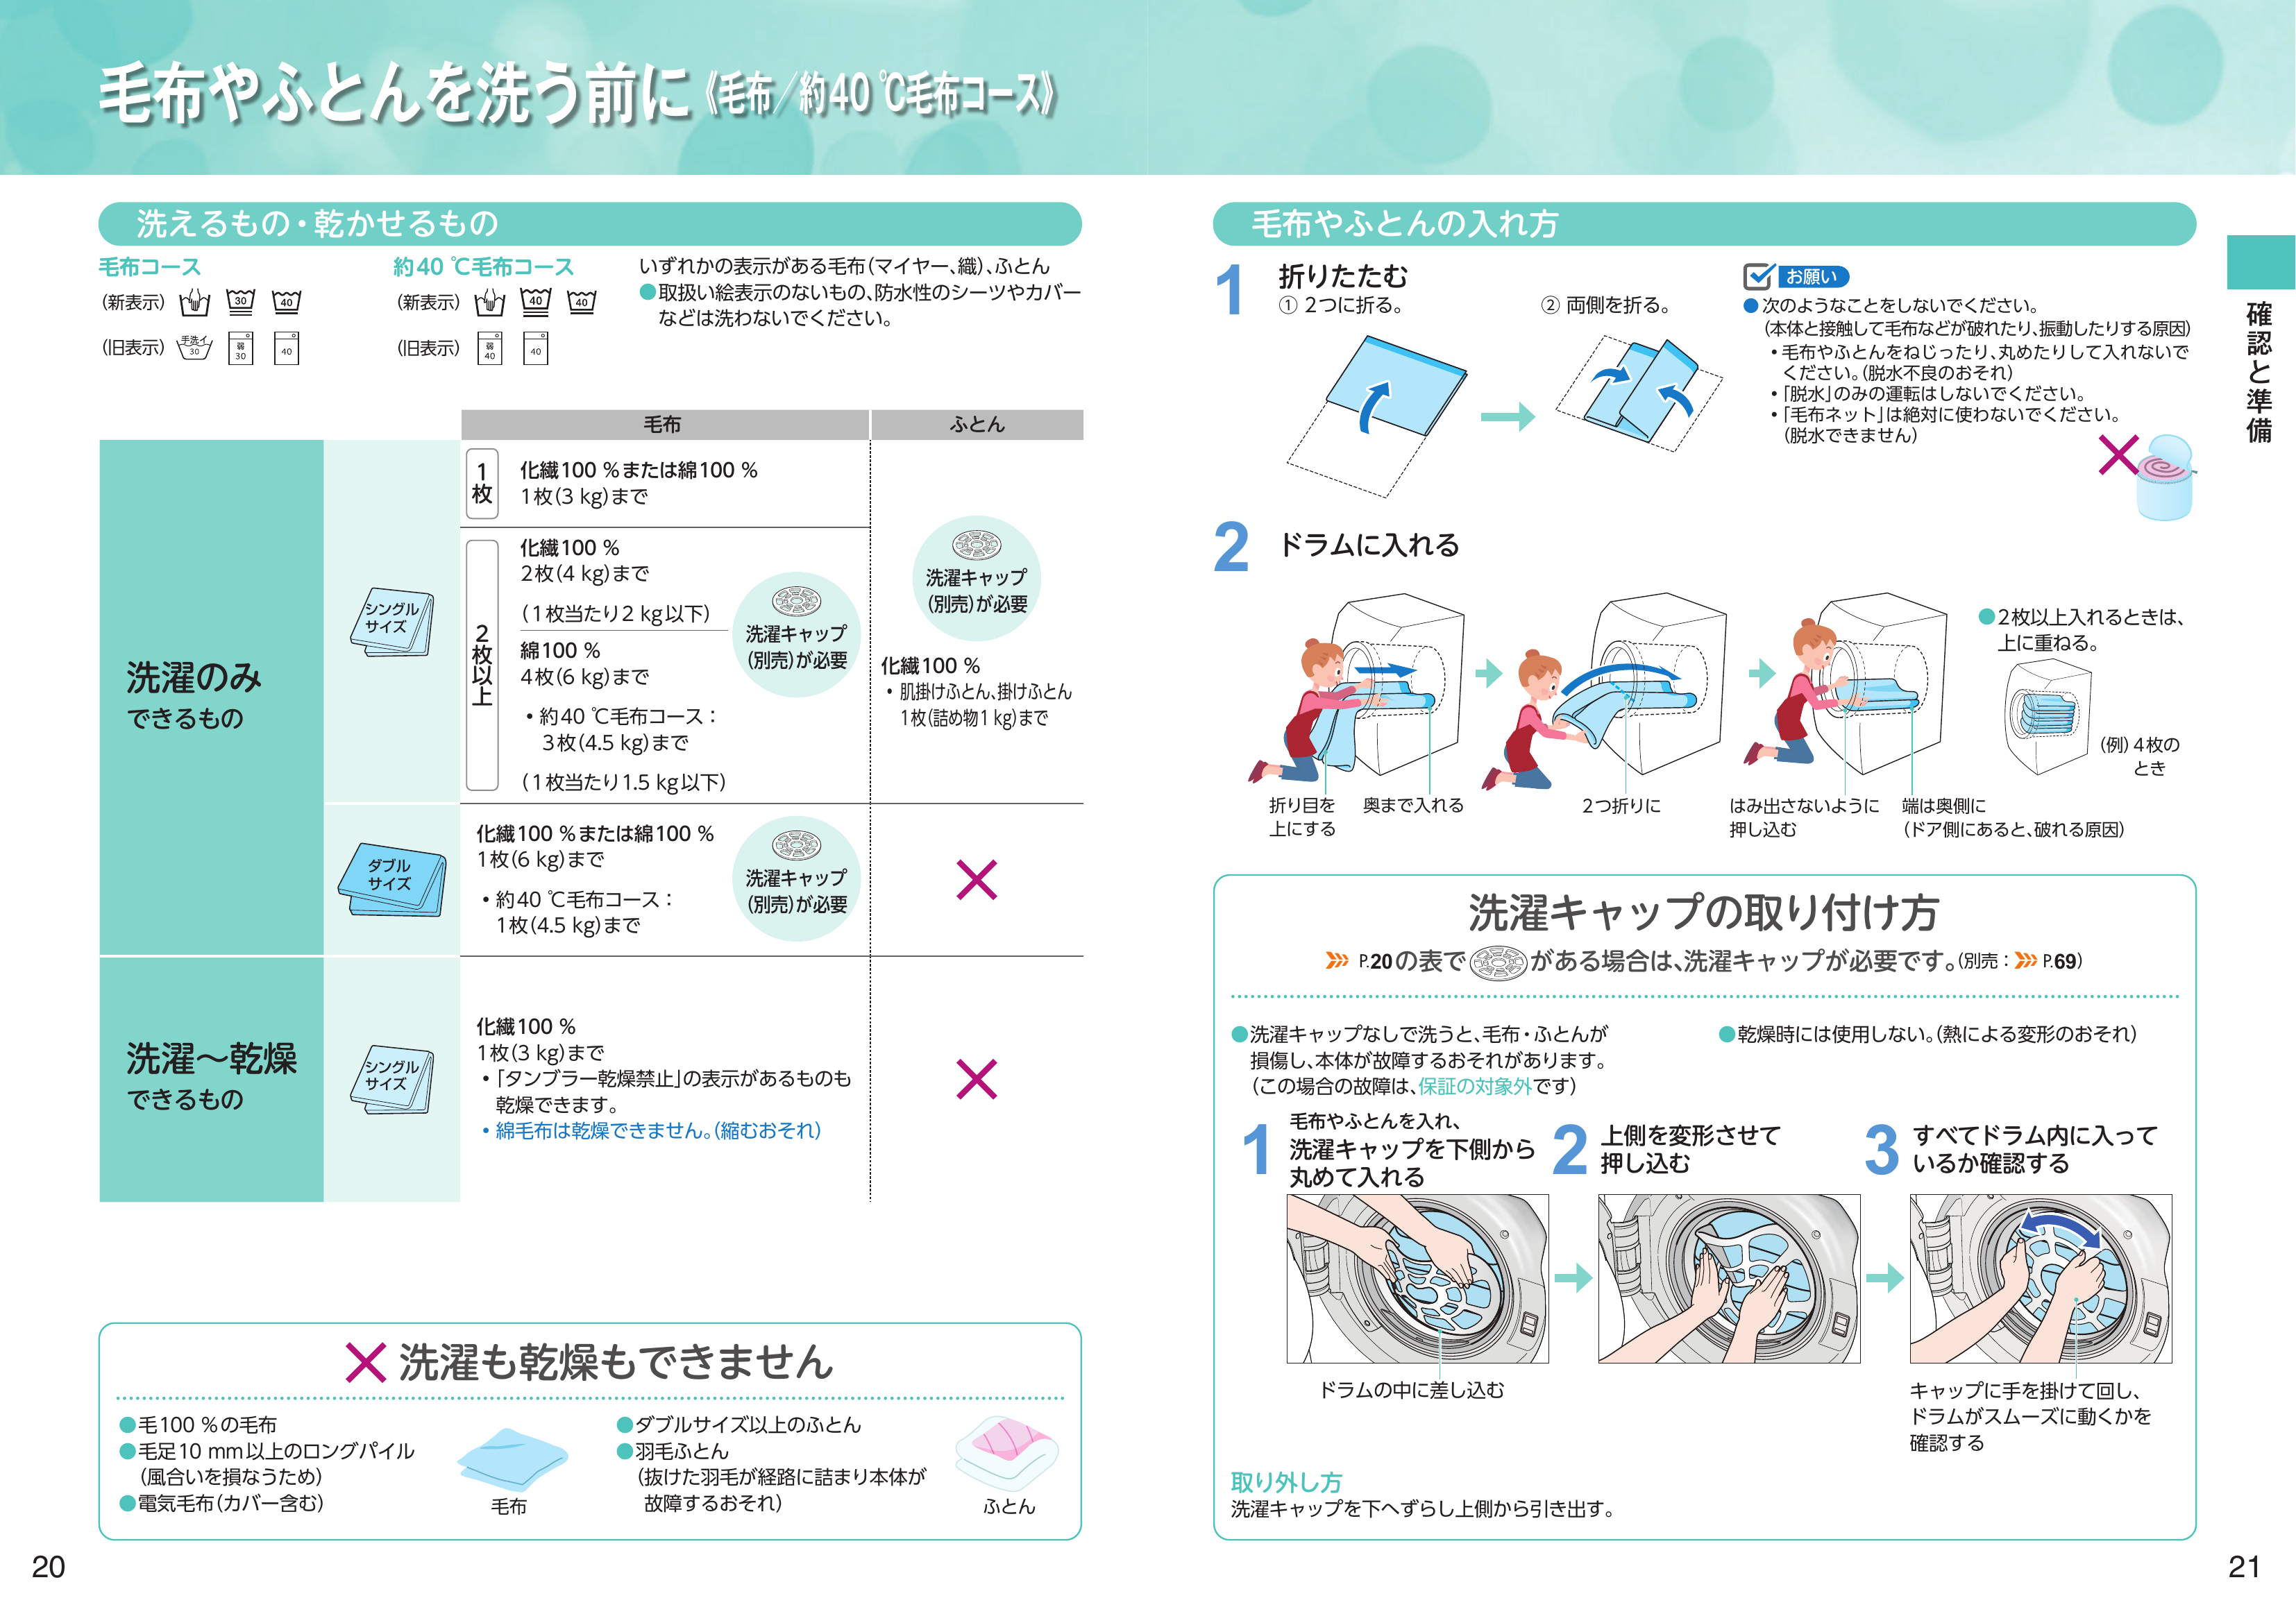 毛布やふとんを洗う前に《毛布／約40 ℃毛布コース》
洗えるもの・乾かせるもの
毛布コース
（新表示） 30 40
（旧表示） 手洗イ 30 弱 30 40
約40 ℃毛布コース
（新表示） 40 40
（旧表示） 弱 40 40
いずれかの表示がある毛布（マイヤー、織）、ふとん
●取扱い絵表示のないもの、防水性のシーツやカバー
などは洗わないでください。
毛布 ふとん
洗濯のみ
できるもの
シングル
サイズ
1枚
化繊100 ％または綿100 ％
1枚（3 kg）まで
2枚以上
化繊100 ％
2枚（4 kg）まで
（1枚当たり2 kg以下）
綿100 ％
4枚（6 kg）まで
・約40 ℃毛布コース：
3枚（4.5 kg）まで
（1枚当たり1.5 kg以下）
洗濯キャップ
（別売）が必要
洗濯キャップ
（別売）が必要
化繊100 ％
・肌掛けふとん、掛けふとん
1枚（詰め物1 kg）まで
ダブル
サイズ
化繊100 ％または綿100 ％
1枚（6 kg）まで
・約40 ℃毛布コース：
1枚（4.5 kg）まで
洗濯キャップ
（別売）が必要
洗濯〜乾燥
できるもの
シングル
サイズ
化繊100 ％
1枚（3 kg）まで
・「タンブラー乾燥禁止」の表示があるものも
乾燥できます。
・綿毛布は乾燥できません。（縮むおそれ）
洗濯も乾燥もできません
●毛100 ％の毛布
●毛足10 mm以上のロングパイル
（風合いを損なうため）
●電気毛布（カバー含む）
毛布
●ダブルサイズ以上のふとん
●羽毛ふとん
（抜けた羽毛が経路に詰まり本体が
故障するおそれ）
ふとん
20
毛布やふとんの入れ方
1 折りたたむ
① 2つに折る。
② 両側を折る。
お願い
●次のようなことをしないでください。
（本体と接触して毛布などが破れたり、振動したりする原因）
・毛布やふとんをねじったり、丸めたりして入れないで
ください。（脱水不良のおそれ）
・「脱水」のみの運転はしないでください。
・「毛布ネット」は絶対に使わないでください。
（脱水できません）
2 ドラムに入れる
折り目を
上にする
奥まで入れる
2つ折りに
はみ出さないように
押し込む
端は奥側に
（ドア側にあると、破れる原因）
●2枚以上入れるときは、
上に重ねる。
（例）4枚の
とき
洗濯キャップの取り付け方
P.20の表で がある場合は、洗濯キャップが必要です。（別売： P.69）
●洗濯キャップなしで洗うと、毛布・ふとんが
損傷し、本体が故障するおそれがあります。
（この場合の故障は、保証の対象外です）
●乾燥時には使用しない。（熱による変形のおそれ）
1 毛布やふとんを入れ、
洗濯キャップを下側から
丸めて入れる
ドラムの中に差し込む
2 上側を変形させて
押し込む
3 すべてドラム内に入って
いるか確認する
キャップに手を掛けて回し、
ドラムがスムーズに動くかを
確認する
取り外し方
洗濯キャップを下へずらし上側から引き出す。
確認と準備
21